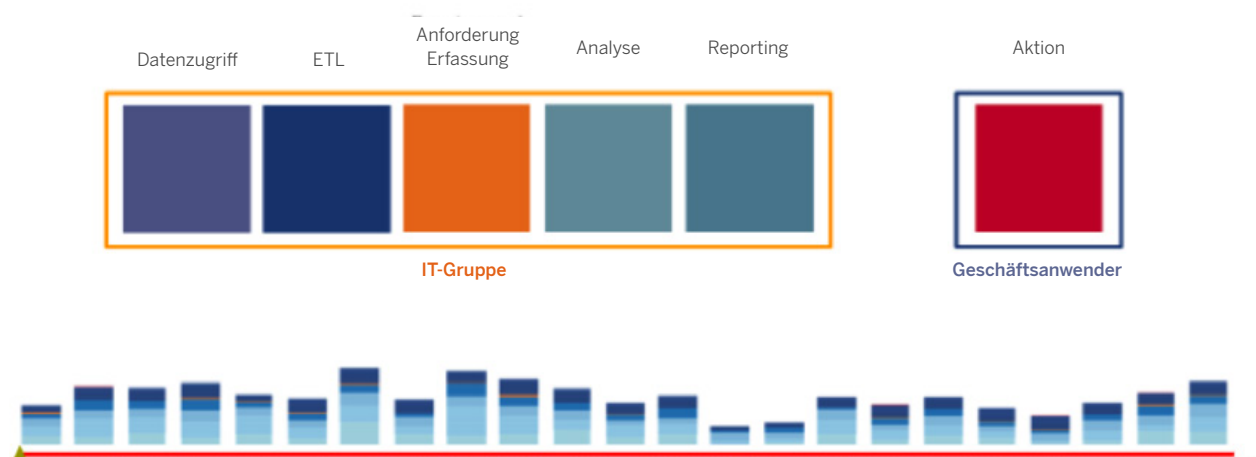 Datenzugriff
ETL
Anforderung
Erfassung
Analyse
Reporting
Aktion
IT-Gruppe
Geschäftsanwender